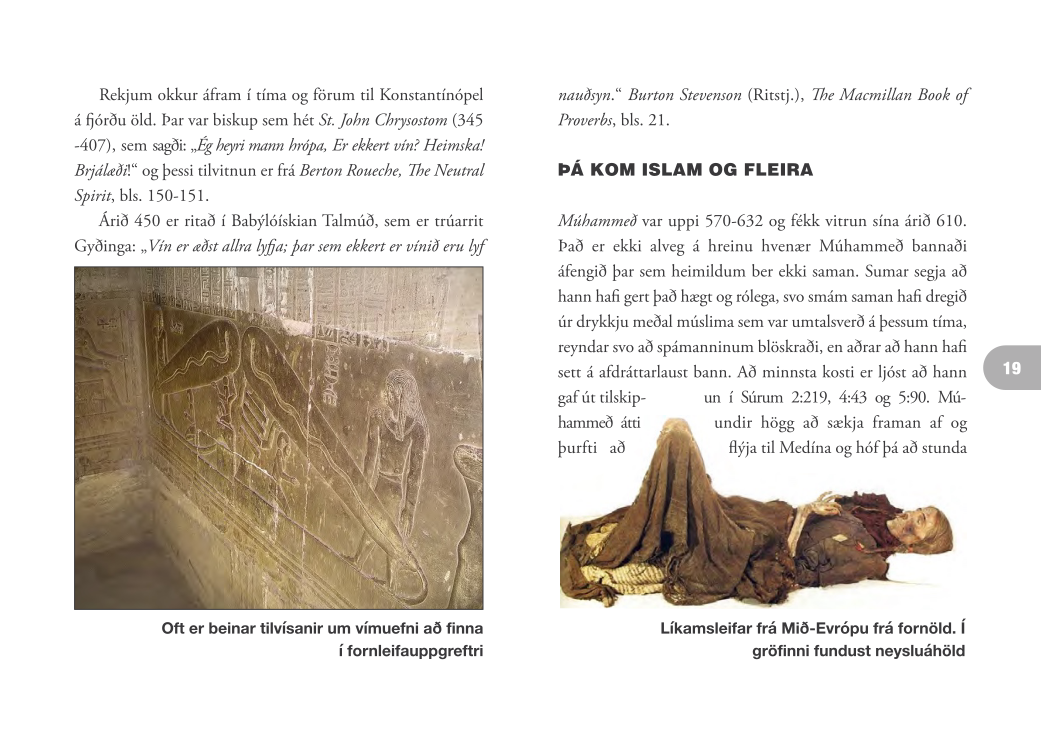 Rekjum okkur áfram í tíma og förum til Konstantínópel
á fjórðu öld. Þar var biskup sem hét St. John Chrysostom (345
-407), sem sagði: „Ég heyri mann hrópa, Er ekkert vín? Heimska!
Brjálæði!“ og þessi tilvitnun er frá Berton Roueche, The Neutral
Spirit, bls. 150-151.
Árið 450 er ritað í Babýlóískian Talmúð, sem er trúarrit
Gyðinga: „Vín er æðst allra lyfja; þar sem ekkert er vínið eru lyf
Oft er beinar tilvísanir um vímuefni að finna
í fornleifauppgreftri
nauðsyn.“ Burton Stevenson (Ritstj.), The Macmillan Book of
Proverbs, bls. 21.
ÞÁ KOM ISLAM OG FLEIRA
Múhammeð var uppi 570-632 og fékk vitrun sína árið 610.
Það er ekki alveg á hreinu hvenær Múhammeð bannaði
áfengið þar sem heimildum ber ekki saman. Sumar segja að
hann hafi gert það hægt og rólega, svo smám saman hafi dregið
úr drykkju meðal múslima sem var umtalsverð á þessum tíma,
reyndar svo að spámanninum blöskraði, en aðrar að hann hafi
sett á afdráttarlaust bann. Að minnsta kosti er ljóst að hann
gaf út tilskip- un í Súrum 2:219, 4:43 og 5:90. Mú-
hammeð átti undir högg að sækja framan af og
þurfti að flýja til Medína og hóf þá að stunda
Líkamsleifar frá Mið-Evrópu frá fornöld. Í
gröfinni fundust neysluáhöld
19